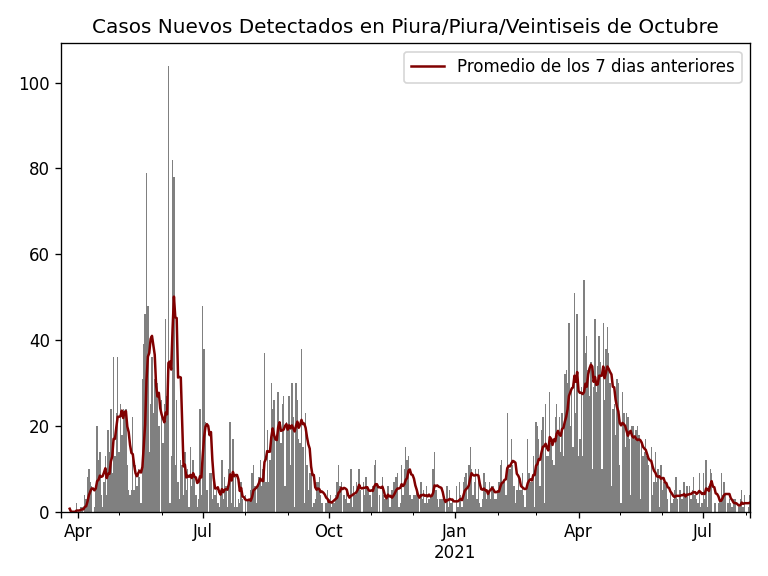 Casos Nuevos Detectados en Piura/Piura/Veintiseis de Octubre
Promedio de los 7 dias anteriores
100
80
60
40
20
0
Apr Jul Oct Jan Apr Jul
2021